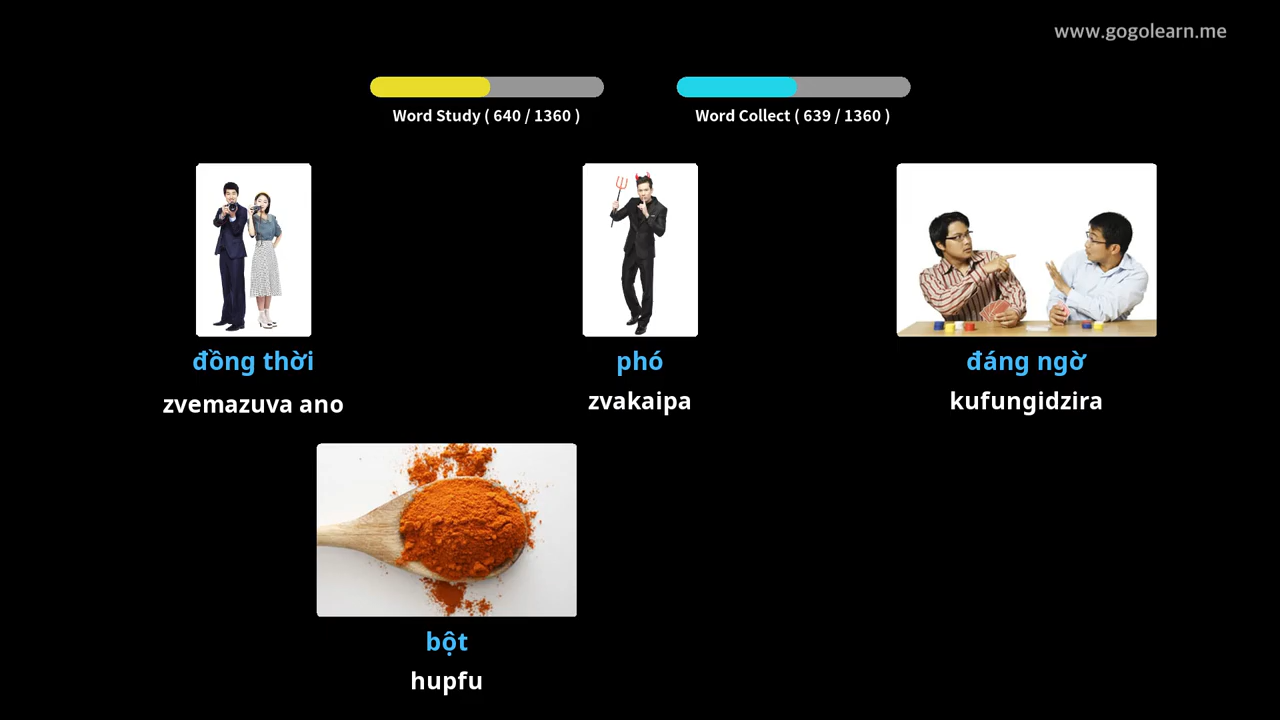 www.gogolearn.me
Word Study ( 640 / 1360 )
Word Collect ( 639 / 1360 )
đồng thời
zvemazuva ano
phó
zvakaipa
đáng ngờ
kufungidzira
bột
hupfu